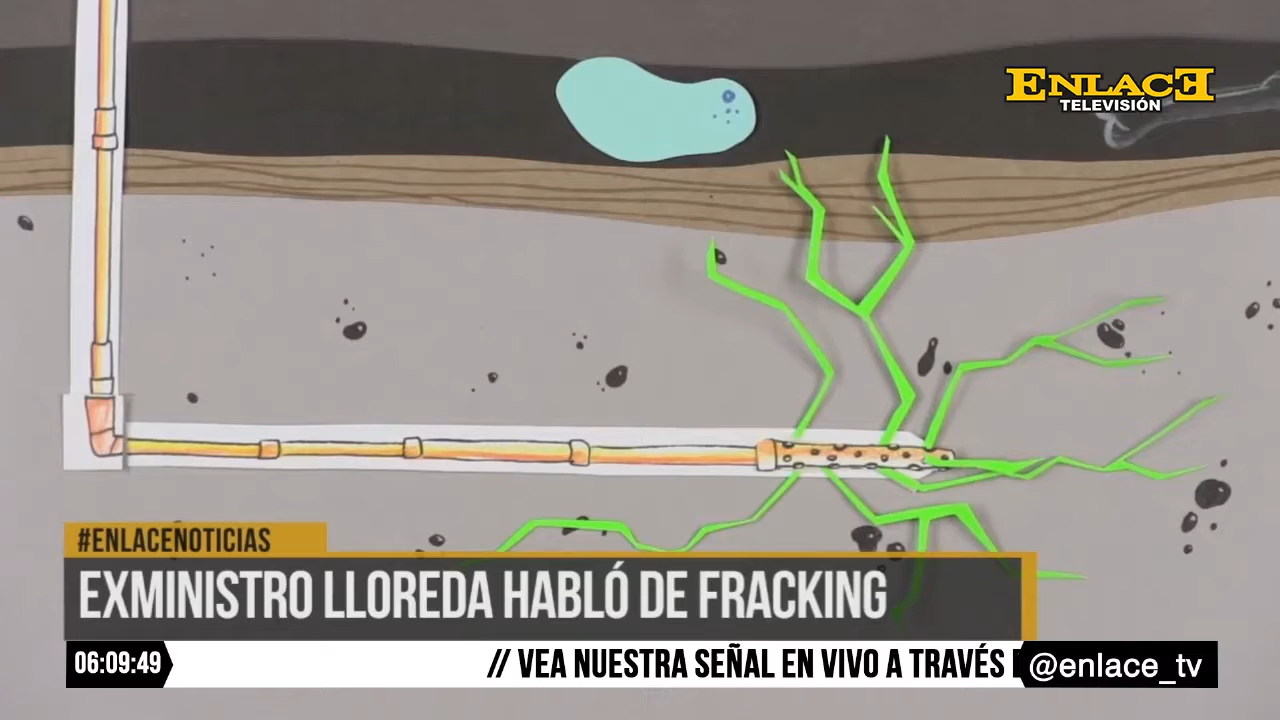 ENLACE
TELEVISIÓN
#ENLACENOTICIAS
EXMINISTRO LLOREDA HABLÓ DE FRACKING
06:09:49
// VEA NUESTRA SEÑAL EN VIVO A TRAVÉS
@enlace_tv